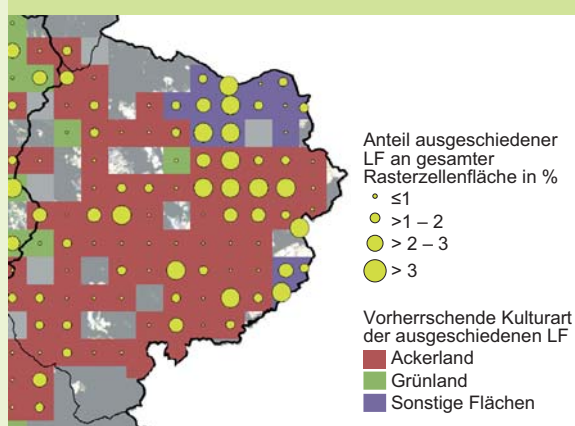 Anteil ausgeschiedener
LF an gesamter
Rasterzellenfläche in %
≤1
>1 – 2
> 2 – 3
> 3
Vorherrschende Kulturart
der ausgeschiedenen LF
Ackerland
Grünland
Sonstige Flächen